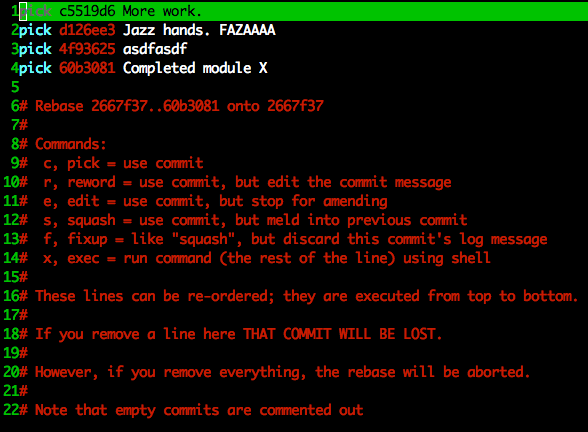 1pick c5519d6 More work.
2pick d126ee3 Jazz hands. FAZAAAA
3pick 4f93625 asdfasdf
4pick 60b3081 Completed module X
5
6# Rebase 2667f37..60b3081 onto 2667f37
7#
8# Commands:
9#  c, pick = use commit
10#  r, reword = use commit, but edit the commit message
11#  e, edit = use commit, but stop for amending
12#  s, squash = use commit, but meld into previous commit
13#  f, fixup = like "squash", but discard this commit's log message
14#  x, exec = run command (the rest of the line) using shell
15#
16# These lines can be re-ordered; they are executed from top to bottom.
17#
18# If you remove a line here THAT COMMIT WILL BE LOST.
19#
20# However, if you remove everything, the rebase will be aborted.
21#
22# Note that empty commits are commented out